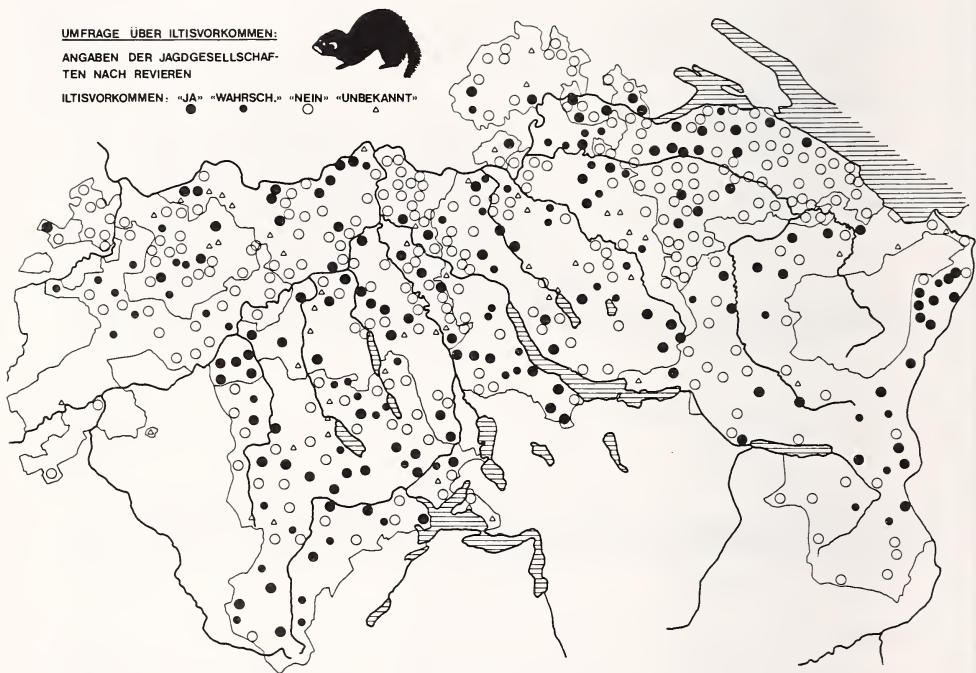 UMFRAGE ÜBER ILTISVORKOMMEN:
ANGABEN DER JAGDGESELLSCHAF-
TEN NACH REVIEREN
ILTISVORKOMMEN: «JA» «WAHRSCH.» «NEIN» «UNBEKANNT»